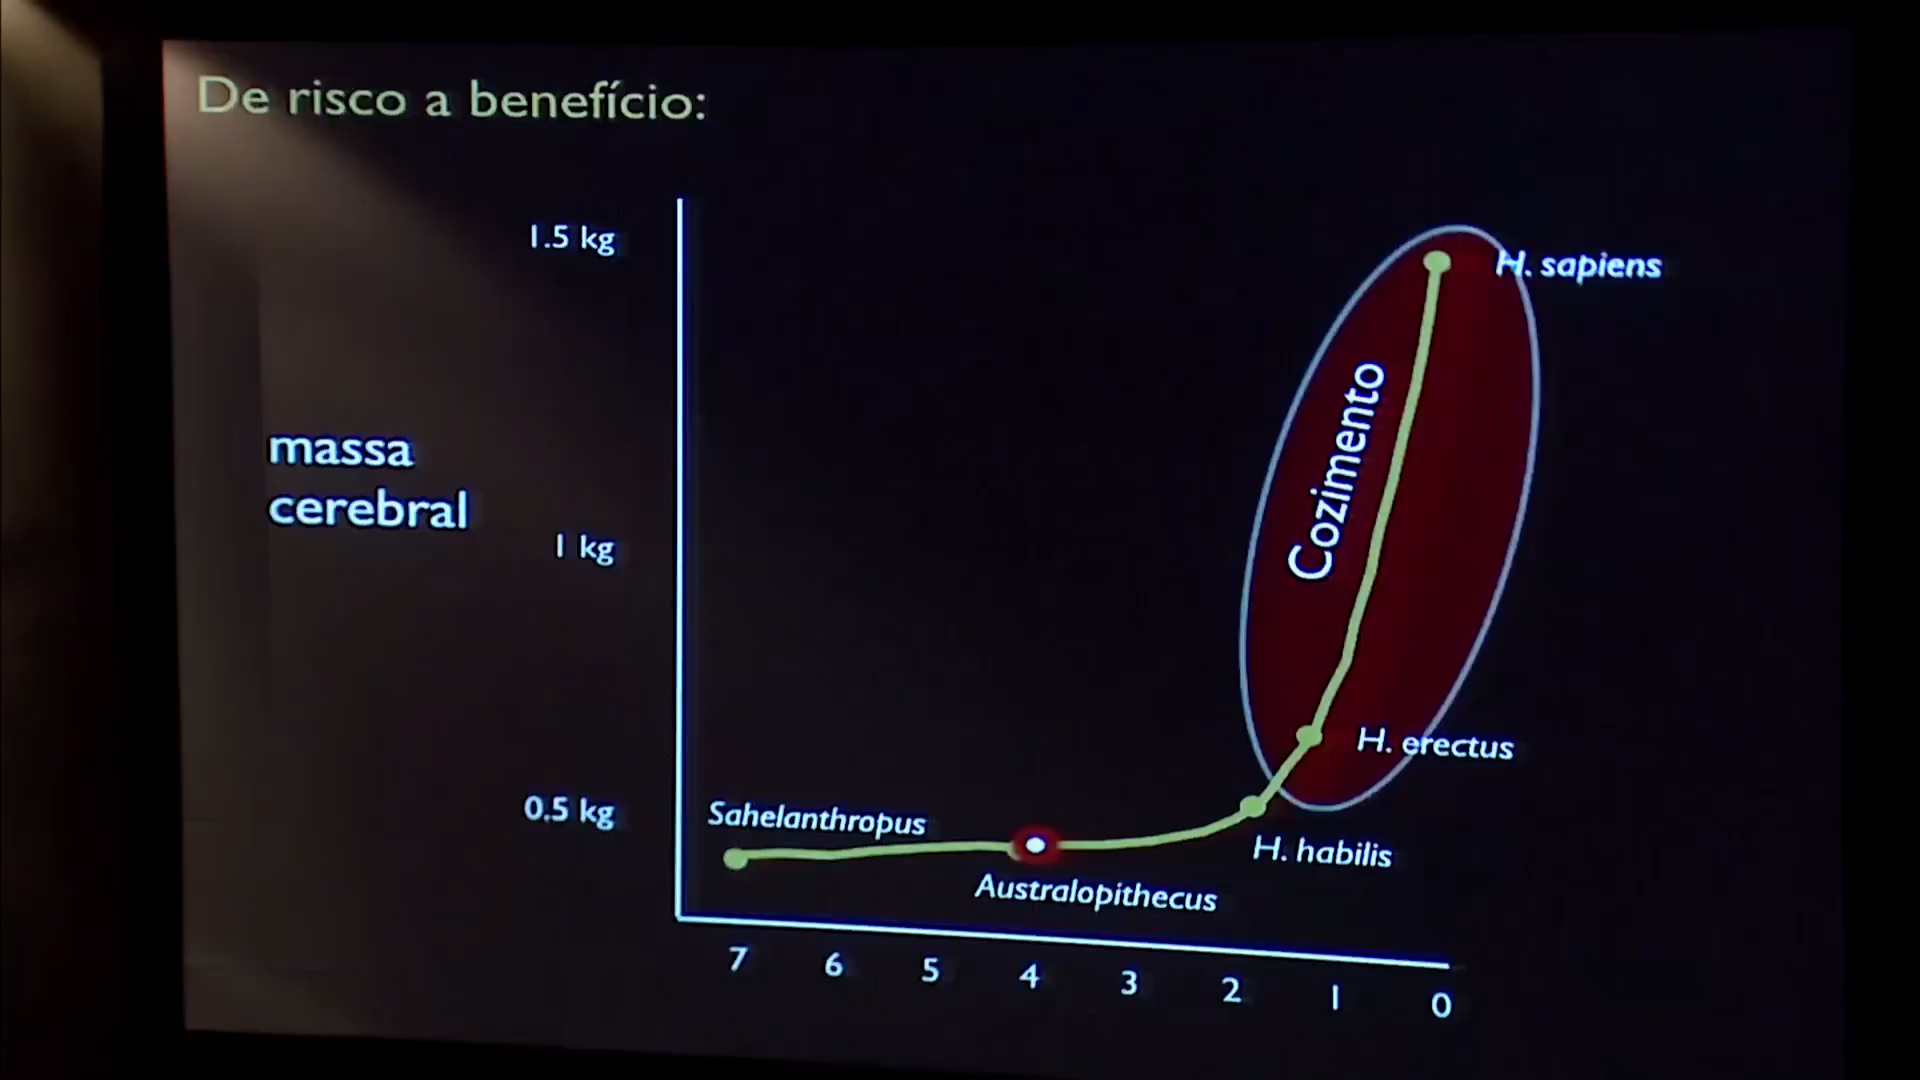 De risco a benefício:
1.5 kg
H. sapiens
Cozimento
massa
cerebral
1 kg
H. erectus
0.5 kg
Sahelanthropus
H. habilis
Australopithecus
7 6 5 4 3 2 1 0